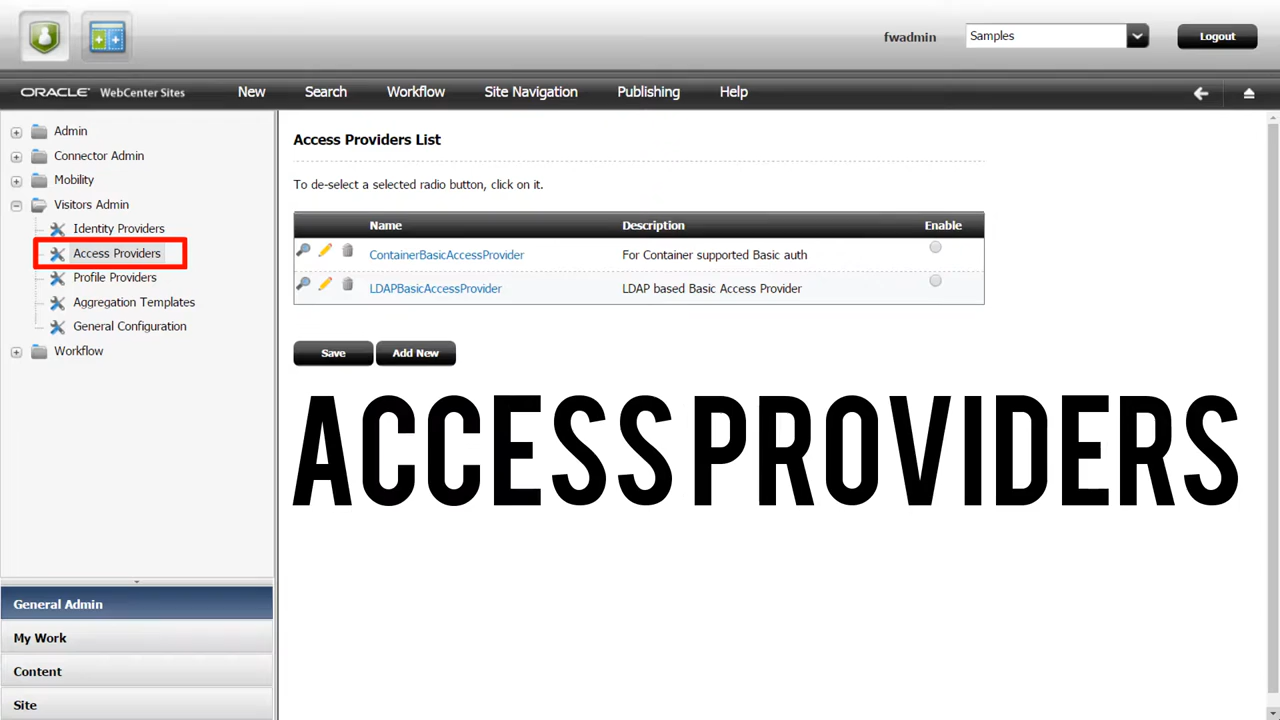 fwadmin
Samples
Logout
ORACLE WebCenter Sites
New
Search
Workflow
Site Navigation
Publishing
Help
Admin
Connector Admin
Mobility
Visitors Admin
Identity Providers
Access Providers
Profile Providers
Aggregation Templates
General Configuration
Workflow
General Admin
My Work
Content
Site
Access Providers List
To de-select a selected radio button, click on it.
Name Description Enable
ContainerBasicAccessProvider For Container supported Basic auth
LDAPBasicAccessProvider LDAP based Basic Access Provider
Save
Add New
ACCESS PROVIDERS